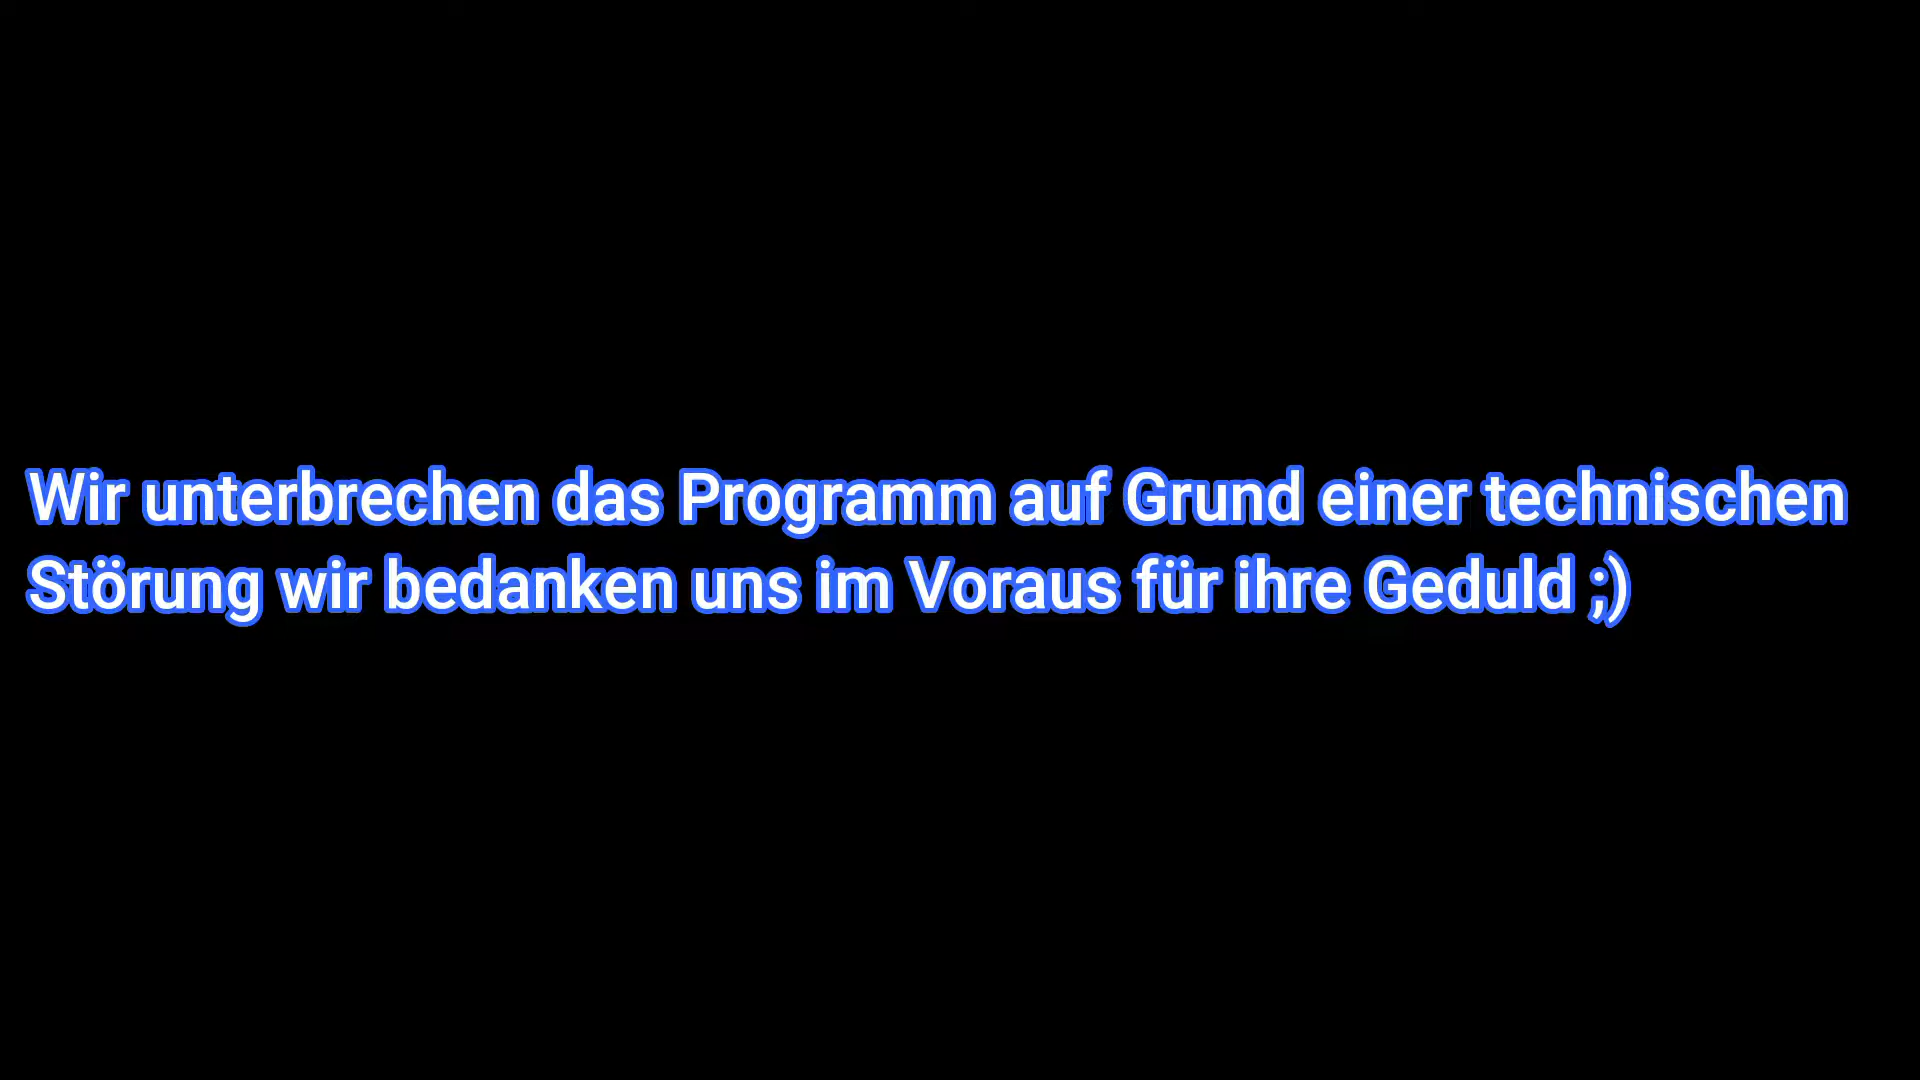 Wir unterbrechen das Programm auf Grund einer technischen
Störung wir bedanken uns im Voraus für ihre Geduld ;)